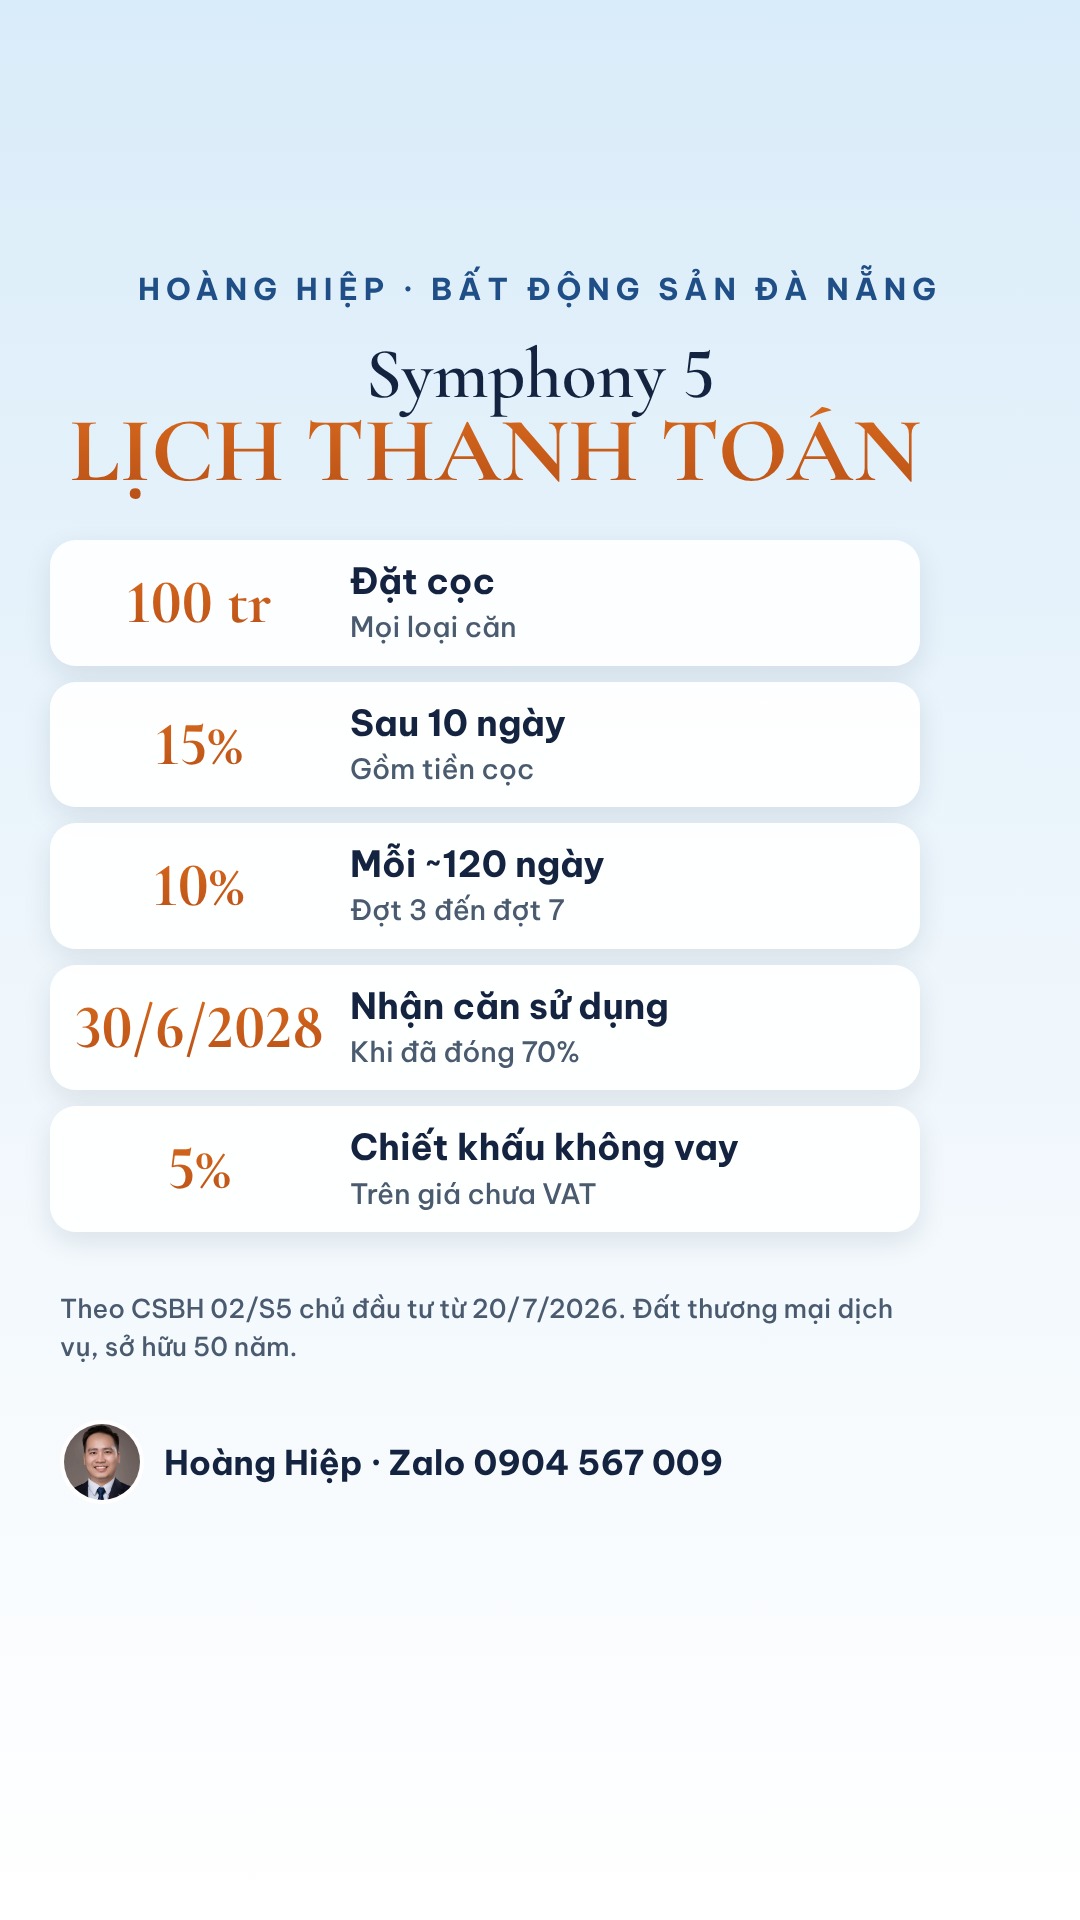 HOÀNG HIỆP · BẤT ĐỘNG SẢN ĐÀ NẴNG
Symphony 5
LỊCH THANH TOÁN
100 tr
Đặt cọc
Mọi loại căn
15%
Sau 10 ngày
Gồm tiền cọc
10%
Mỗi ~120 ngày
Đợt 3 đến đợt 7
30/6/2028
Nhận căn sử dụng
Khi đã đóng 70%
5%
Chiết khấu không vay
Trên giá chưa VAT
Theo CSBH 02/S5 chủ đầu tư từ 20/7/2026. Đất thương mại dịch
vụ, sở hữu 50 năm.
Hoàng Hiệp · Zalo 0904 567 009